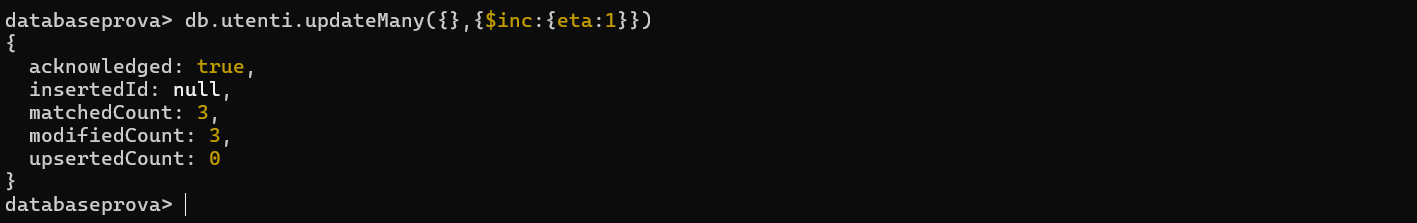 databaseprova> db.utenti.updateMany({},{$inc:{eta:1}})
{
  acknowledged: true,
  insertedId: null,
  matchedCount: 3,
  modifiedCount: 3,
  upsertedCount: 0
}
databaseprova>